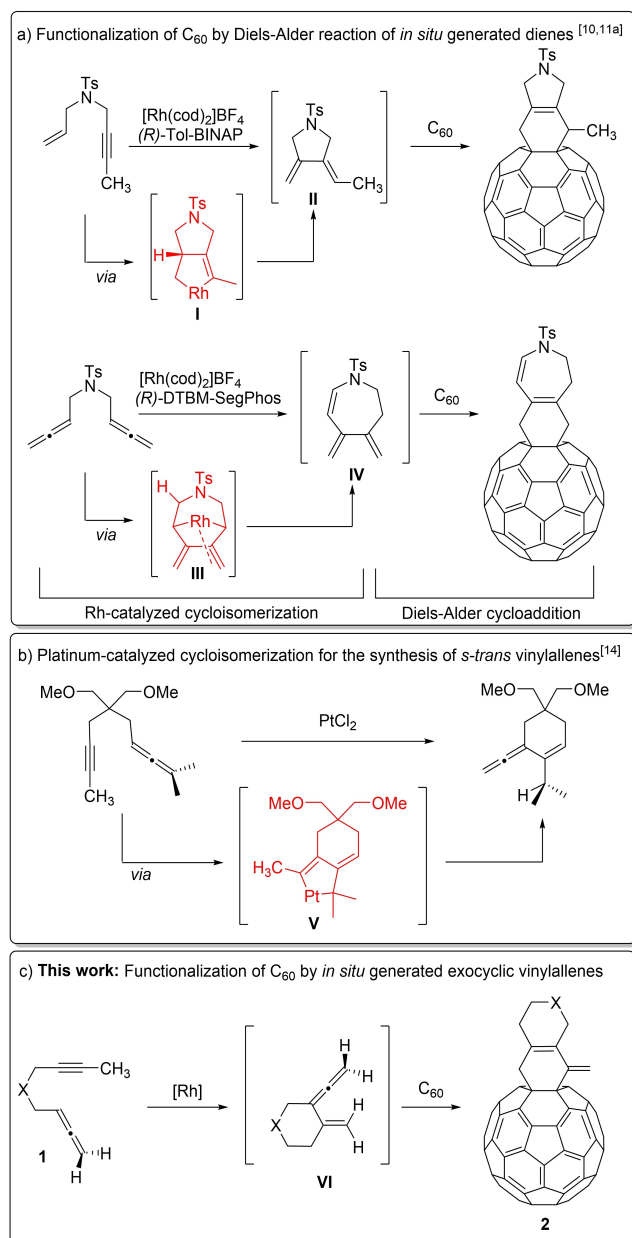 a) Functionalization of C60 by Diels-Alder reaction of in situ generated dienes [10,11a]
Ts
N
CH3
[Rh(cod)2]BF4
(R)-Tol-BINAP
Ts
N
CH3
II
C60
Ts
N
CH3
via
Ts
N
H
Rh
I
Ts
N
[Rh(cod)2]BF4
(R)-DTBM-SegPhos
Ts
N
IV
C60
Ts
N
via
H
Ts
N
Rh
III
Rh-catalyzed cycloisomerization
Diels-Alder cycloaddition
b) Platinum-catalyzed cycloisomerization for the synthesis of s-trans vinylallenes[14]
MeO
OMe
CH3
PtCl2
MeO
OMe
H
via
MeO
OMe
H3C
Pt
V
c) This work: Functionalization of C60 by in situ generated exocyclic vinylallenes
CH3
X
H
H
1
[Rh]
H
H
H
H
X
VI
C60
X
2